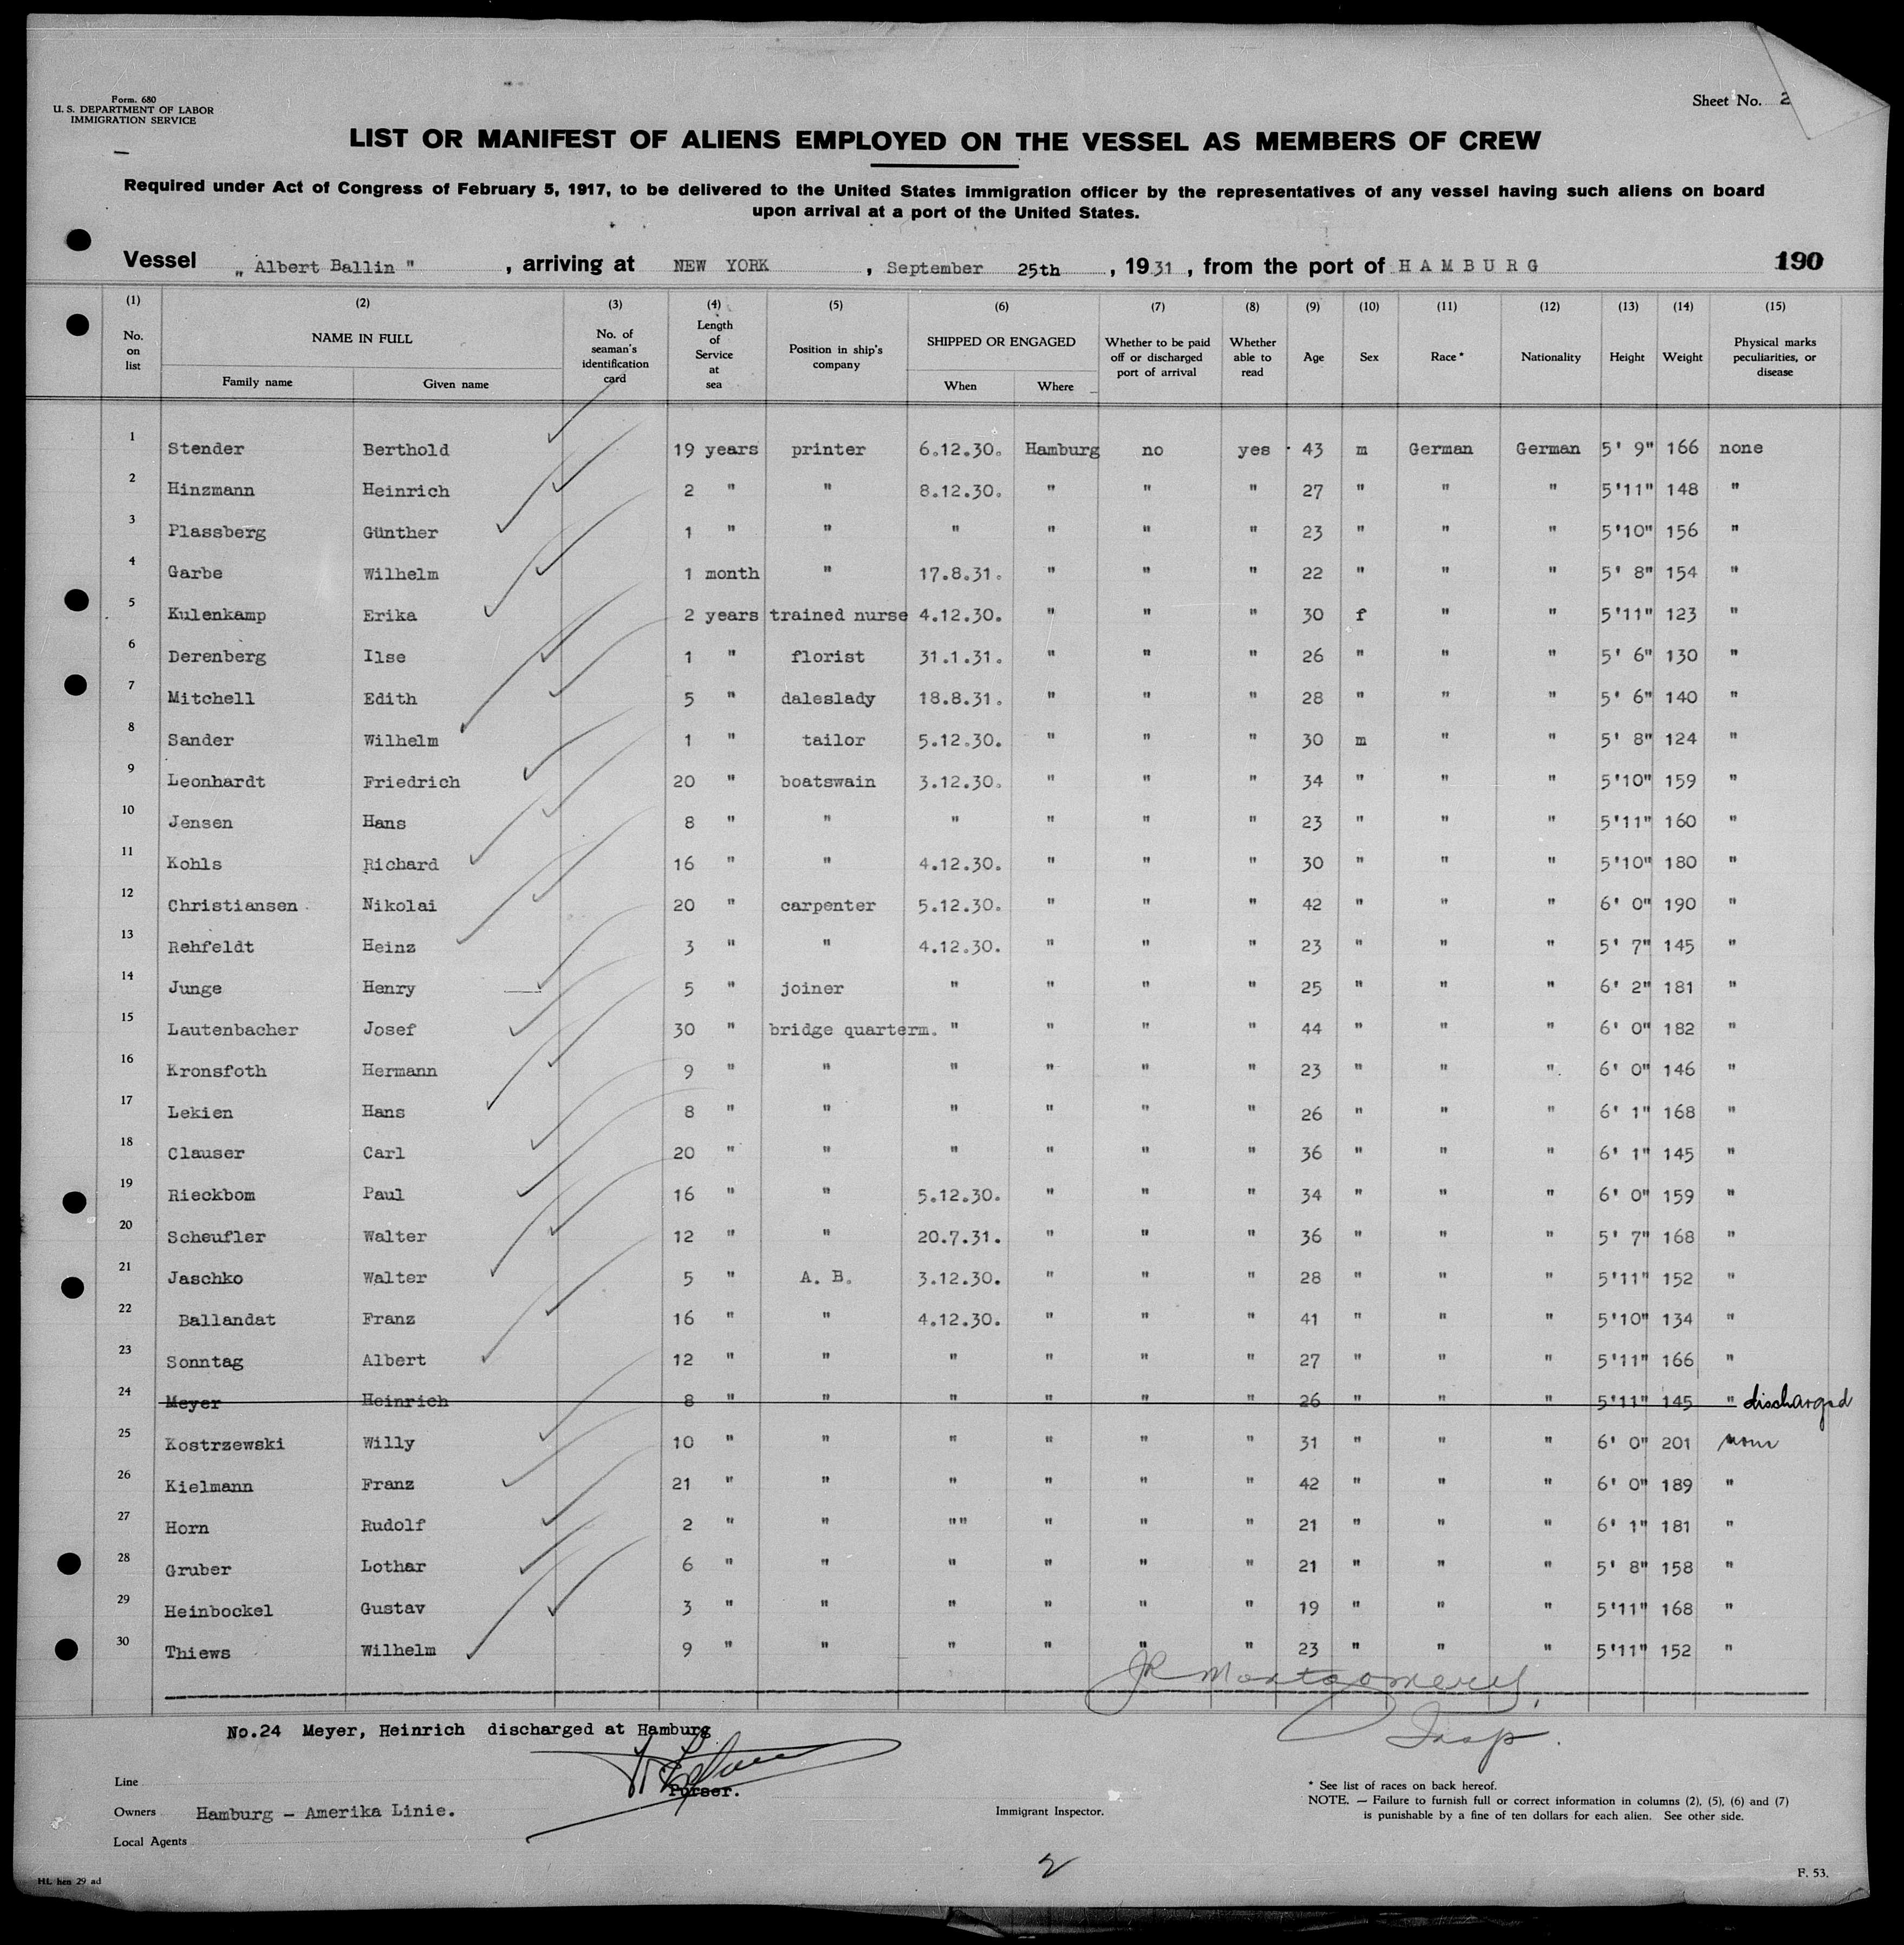 Form. 680
U. S. DEPARTMENT OF LABOR
IMMIGRATION SERVICE
Sheet No. 2
LIST OR MANIFEST OF ALIENS EMPLOYED ON THE VESSEL AS MEMBERS OF CREW
Required under Act of Congress of February 5, 1917, to be delivered to the United States immigration officer by the representatives of any vessel having such aliens on board
upon arrival at a port of the United States.
Vessel „ Albert Ballin " , arriving at NEW YORK , September 25th , 1931 , from the port of HAMBURG 190
(1) (2) (3) (4) (5) (6) (7) (8) (9) (10) (11) (12) (13) (14) (15)
No. on list NAME IN FULL Family name Given name No. of seaman's identification card Length of Service at sea Position in ship's company SHIPPED OR ENGAGED When Where Whether to be paid off or discharged port of arrival Whether able to read Age Sex Race * Nationality Height Weight Physical marks peculiarities, or disease
1 Stender Berthold 19 years printer 6.12.30. Hamburg no yes 43 m German German 5' 9" 166 none
2 Hinzmann Heinrich 2 " " 8.12.30. " " " 27 " " " 5'11" 148 "
3 Plassberg Günther 1 " " " " " " 23 " " " 5'10" 156 "
4 Garbe Wilhelm 1 month " 17.8.31. " " " 22 " " " 5' 8" 154 "
5 Kulenkamp Erika 2 years trained nurse 4.12.30. " " " 30 f " " 5'11" 123 "
6 Derenberg Ilse 1 " florist 31.1.31. " " " 26 " " " 5' 6" 130 "
7 Mitchell Edith 5 " daleslady 18.8.31. " " " 28 " " " 5' 6" 140 "
8 Sander Wilhelm 1 " tailor 5.12.30. " " " 30 m " " 5' 8" 124 "
9 Leonhardt Friedrich 20 " boatswain 3.12.30. " " " 34 " " " 5'10" 159 "
10 Jensen Hans 8 " " " " " " 23 " " " 5'11" 160 "
11 Kohls Richard 16 " " 4.12.30. " " " 30 " " " 5'10" 180 "
12 Christiansen Nikolai 20 " carpenter 5.12.30. " " " 42 " " " 6' 0" 190 "
13 Rehfeldt Heinz 3 " " 4.12.30. " " " 23 " " " 5' 7" 145 "
14 Junge Henry 5 " joiner " " " " 25 " " " 6' 2" 181 "
15 Lautenbacher Josef 30 " bridge quarterm. " " " " 44 " " " 6' 0" 182 "
16 Kronsfoth Hermann 9 " " " " " " 23 " " " 6' 0" 146 "
17 Lekien Hans 8 " " " " " " 26 " " " 6' 1" 168 "
18 Clauser Carl 20 " " " " " " 36 " " " 6' 1" 145 "
19 Rieckbom Paul 16 " " 5.12.30. " " " 34 " " " 6' 0" 159 "
20 Scheufler Walter 12 " " 20.7.31. " " " 36 " " " 5' 7" 168 "
21 Jaschko Walter 5 " A. B. 3.12.30. " " " 28 " " " 5'11" 152 "
22 Ballandat Franz 16 " " 4.12.30. " " " 41 " " " 5'10" 134 "
23 Sonntag Albert 12 " " " " " " 27 " " " 5'11" 166 "
24 Meyer Heinrich 8 " " " " " " 26 " " " 5'11" 145 " discharged
25 Kostrzewski Willy 10 " " " " " " 31 " " " 6' 0" 201 none
26 Kielmann Franz 21 " " " " " " 42 " " " 6' 0" 189 "
27 Horn Rudolf 2 " " "" " " " 21 " " " 6' 1" 181 "
28 Gruber Lothar 6 " " " " " " 21 " " " 5' 8" 158 "
29 Heinbockel Gustav 3 " " " " " " 19 " " " 5'11" 168 "
30 Thiews Wilhelm 9 " " " " " " 23 " " " 5'11" 152 "
JR Montgomery,
Insp.
No.24 Meyer, Heinrich discharged at Hamburg
Purser.
Line
Owners Hamburg - Amerika Linie.
Local Agents
Immigrant Inspector.
* See list of races on back hereof.
NOTE. — Failure to furnish full or correct information in columns (2), (5), (6) and (7)
is punishable by a fine of ten dollars for each alien. See other side.
2
HL hen 29 ad
F. 53.